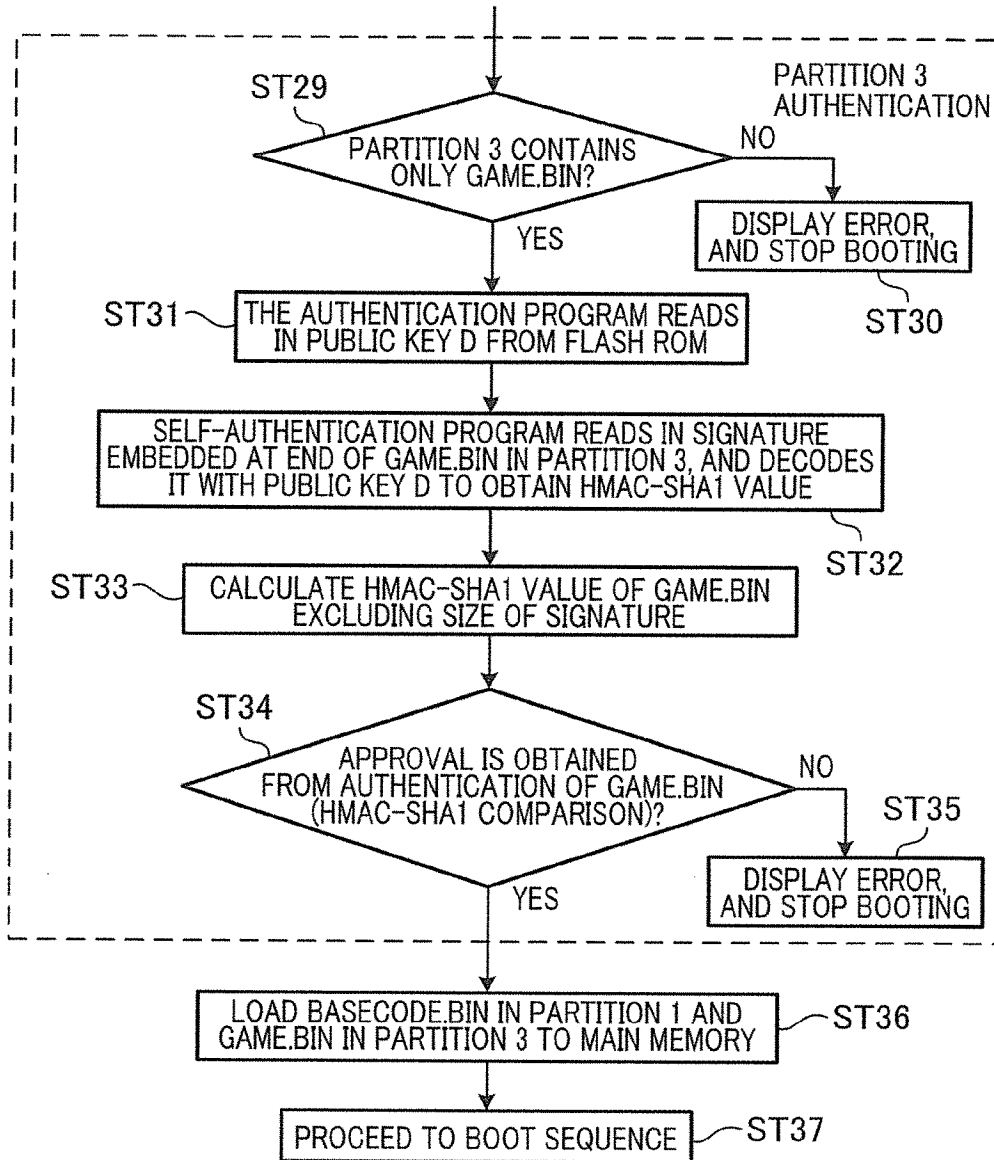 PARTITION 3
AUTHENTICATION
ST29
PARTITION 3 CONTAINS
ONLY GAME.BIN?
NO
YES
DISPLAY ERROR,
AND STOP BOOTING
ST30
ST31
THE AUTHENTICATION PROGRAM READS
IN PUBLIC KEY D FROM FLASH ROM
SELF-AUTHENTICATION PROGRAM READS IN SIGNATURE
EMBEDDED AT END OF GAME.BIN IN PARTITION 3, AND DECODES
IT WITH PUBLIC KEY D TO OBTAIN HMAC-SHA1 VALUE
ST32
ST33
CALCULATE HMAC-SHA1 VALUE OF GAME.BIN
EXCLUDING SIZE OF SIGNATURE
ST34
APPROVAL IS OBTAINED
FROM AUTHENTICATION OF GAME.BIN
(HMAC-SHA1 COMPARISON)?
NO
YES
ST35
DISPLAY ERROR,
AND STOP BOOTING
LOAD BASECODE.BIN IN PARTITION 1 AND
GAME.BIN IN PARTITION 3 TO MAIN MEMORY
ST36
PROCEED TO BOOT SEQUENCE
ST37